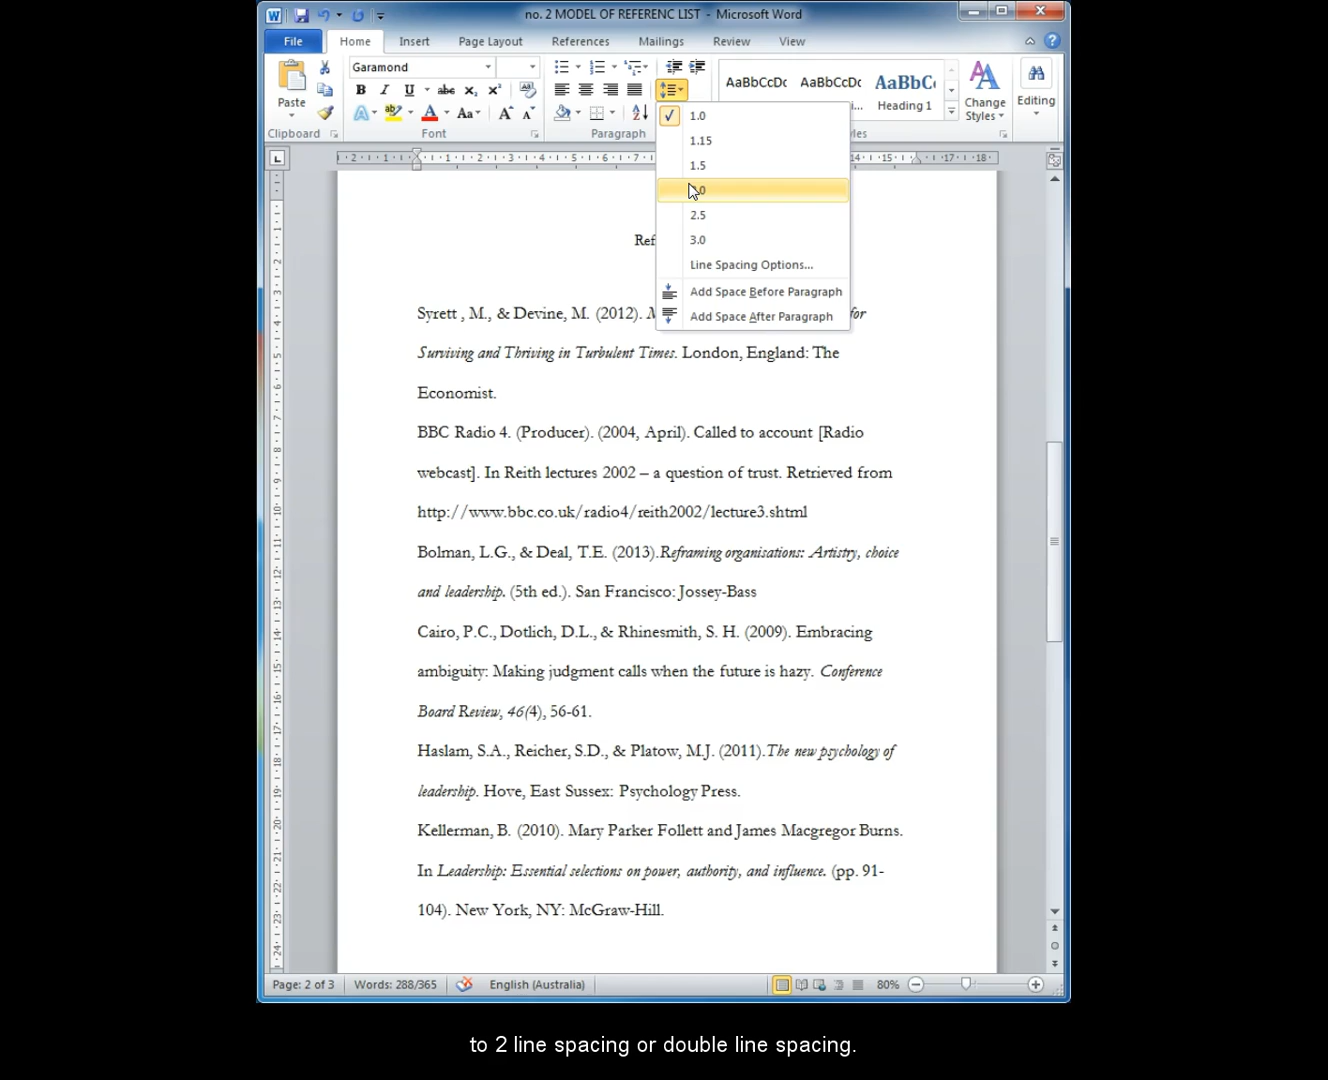 no. 2 MODEL OF REFERENC LIST - Microsoft Word
File Home Insert Page Layout References Mailings Review View
Garamond
Paste
B I U abc x₂ x²
A ab A Aa A A
AaBbCcDc AaBbCcDc AaBbC
... Heading 1
Change
Styles
Editing
Clipboard Font Paragraph les
1.0
1.15
1.5
.0
2.5
3.0
Line Spacing Options...
Add Space Before Paragraph
Add Space After Paragraph
Ref
Syrett , M., & Devine, M. (2012). M for
Surviving and Thriving in Turbulent Times. London, England: The
Economist.
BBC Radio 4. (Producer). (2004, April). Called to account [Radio
webcast]. In Reith lectures 2002 – a question of trust. Retrieved from
http://www.bbc.co.uk/radio4/reith2002/lecture3.shtml
Bolman, L.G., & Deal, T.E. (2013).Reframing organisations: Artistry, choice
and leadership. (5th ed.). San Francisco: Jossey-Bass
Cairo, P.C., Dotlich, D.L., & Rhinesmith, S. H. (2009). Embracing
ambiguity: Making judgment calls when the future is hazy. Conference
Board Review, 46(4), 56-61.
Haslam, S.A., Reicher, S.D., & Platow, M.J. (2011).The new psychology of
leadership. Hove, East Sussex: Psychology Press.
Kellerman, B. (2010). Mary Parker Follett and James Macgregor Burns.
In Leadership: Essential selections on power, authority, and influence. (pp. 91-
104). New York, NY: McGraw-Hill.
Page: 2 of 3 Words: 288/365 English (Australia) 80%
to 2 line spacing or double line spacing.